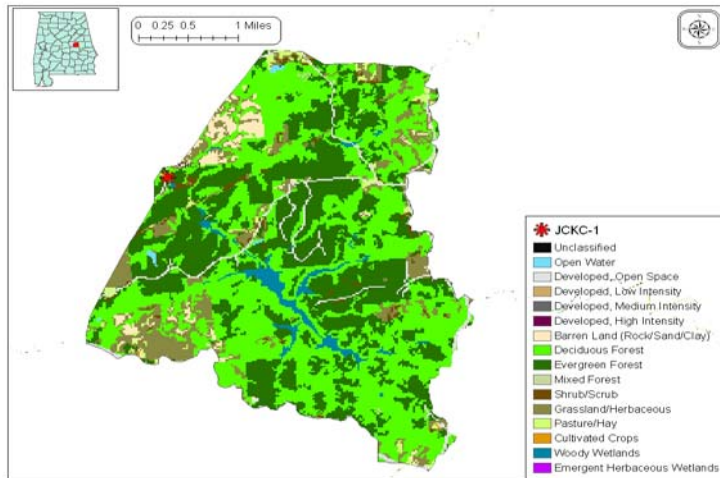 0 0.25 0.5 1 Miles
JCKC-1
Unclassified
Open Water
Developed, Open Space
Developed, Low Intensity
Developed, Medium Intensity
Developed, High Intensity
Barren Land (Rock/Sand/Clay)
Deciduous Forest
Evergreen Forest
Mixed Forest
Shrub/Scrub
Grassland/Herbaceous
Pasture/Hay
Cultivated Crops
Woody Wetlands
Emergent Herbaceous Wetlands